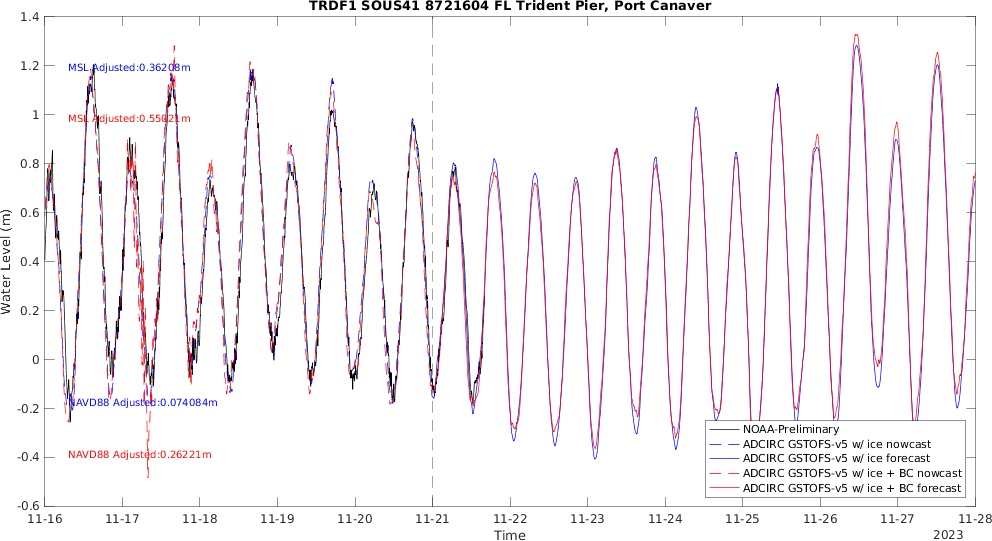 TRDF1 SOUS41 8721604 FL Trident Pier, Port Canaver
1.4
1.2
1
0.8
0.6
0.4
0.2
0
-0.2
-0.4
-0.6
Water Level (m)
MSL Adjusted:0.36208m
MSL Adjusted:0.55021m
NAVD88 Adjusted:0.074084m
NAVD88 Adjusted:0.26221m
NOAA-Preliminary
ADCIRC GSTOFS-v5 w/ ice nowcast
ADCIRC GSTOFS-v5 w/ ice forecast
ADCIRC GSTOFS-v5 w/ ice + BC nowcast
ADCIRC GSTOFS-v5 w/ ice + BC forecast
11-16 11-17 11-18 11-19 11-20 11-21 11-22 11-23 11-24 11-25 11-26 11-27 11-28
Time
2023